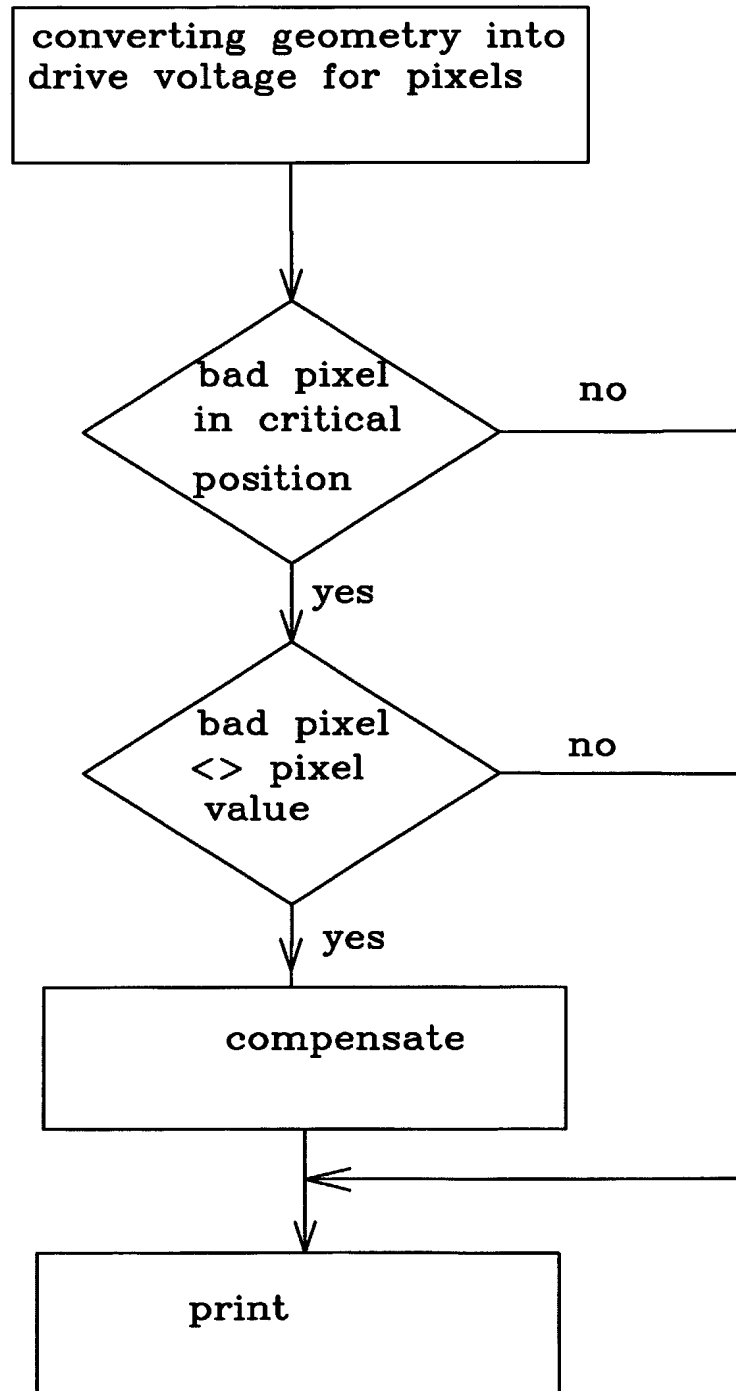 converting geometry into
drive voltage for pixels
bad pixel
in critical
position
no
yes
bad pixel
<> pixel
value
no
yes
compensate
print